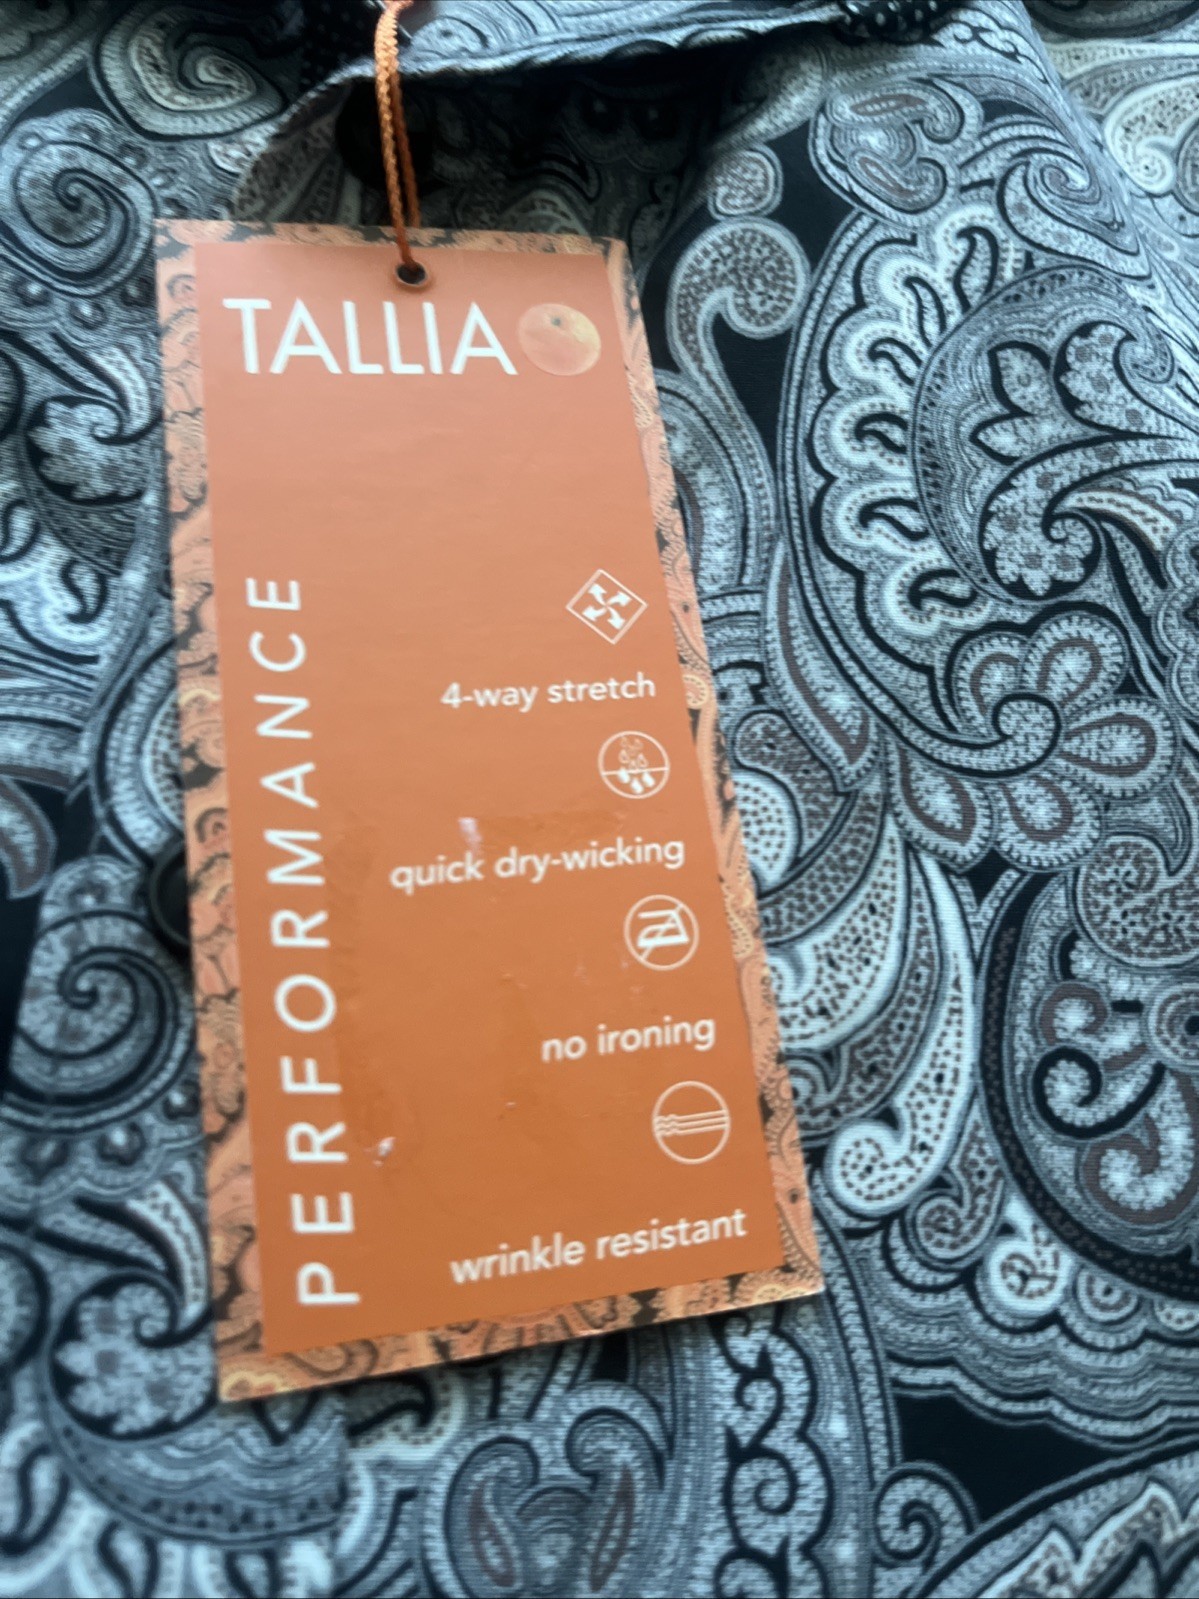 TALLIA
PERFORMANCE
4-way stretch
quick dry-wicking
no ironing
wrinkle resistant